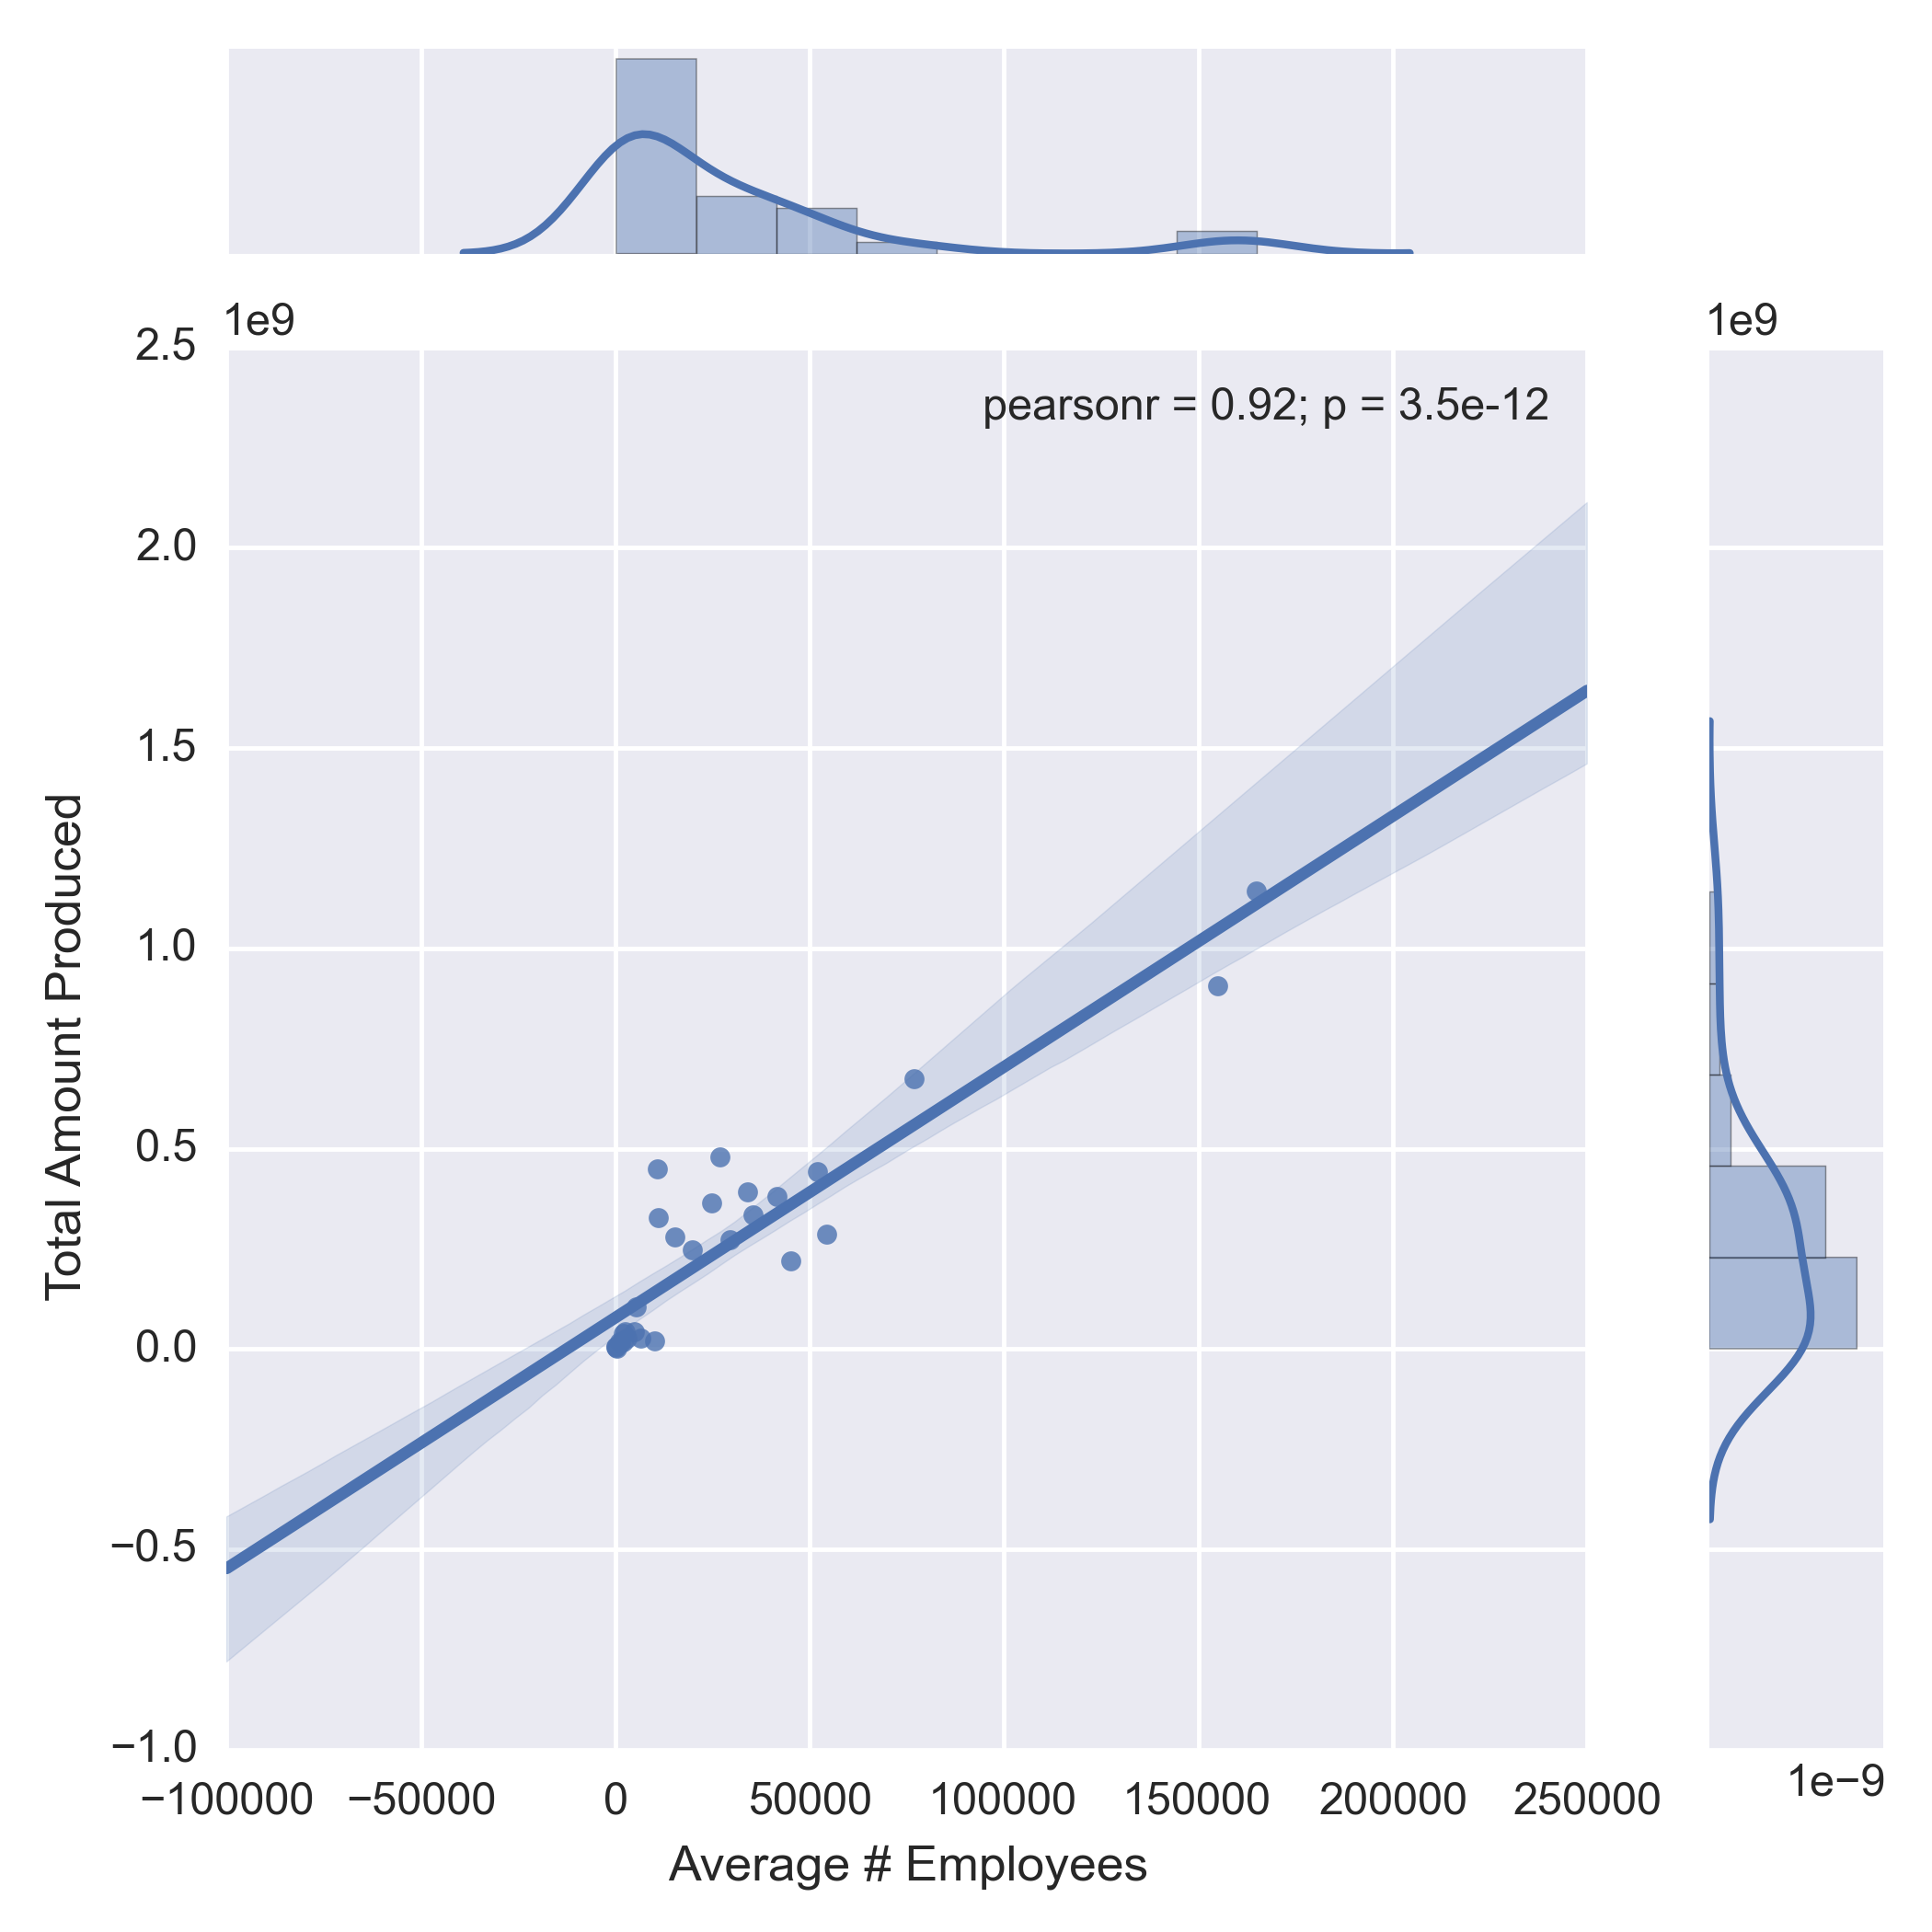 1e9
1e9
2.5
pearsonr = 0.92; p = 3.5e-12
2.0
1.5
1.0
0.5
0.0
−0.5
−1.0
Total Amount Produced
−100000 −50000 0 50000 100000 150000 200000 250000
1e−9
Average # Employees